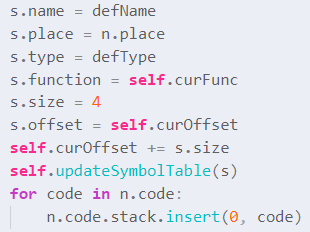 s.name = defName
s.place = n.place
s.type = defType
s.function = self.curFunc
s.size = 4
s.offset = self.curOffset
self.curOffset += s.size
self.updateSymbolTable(s)
for code in n.code:
    n.code.stack.insert(0, code)